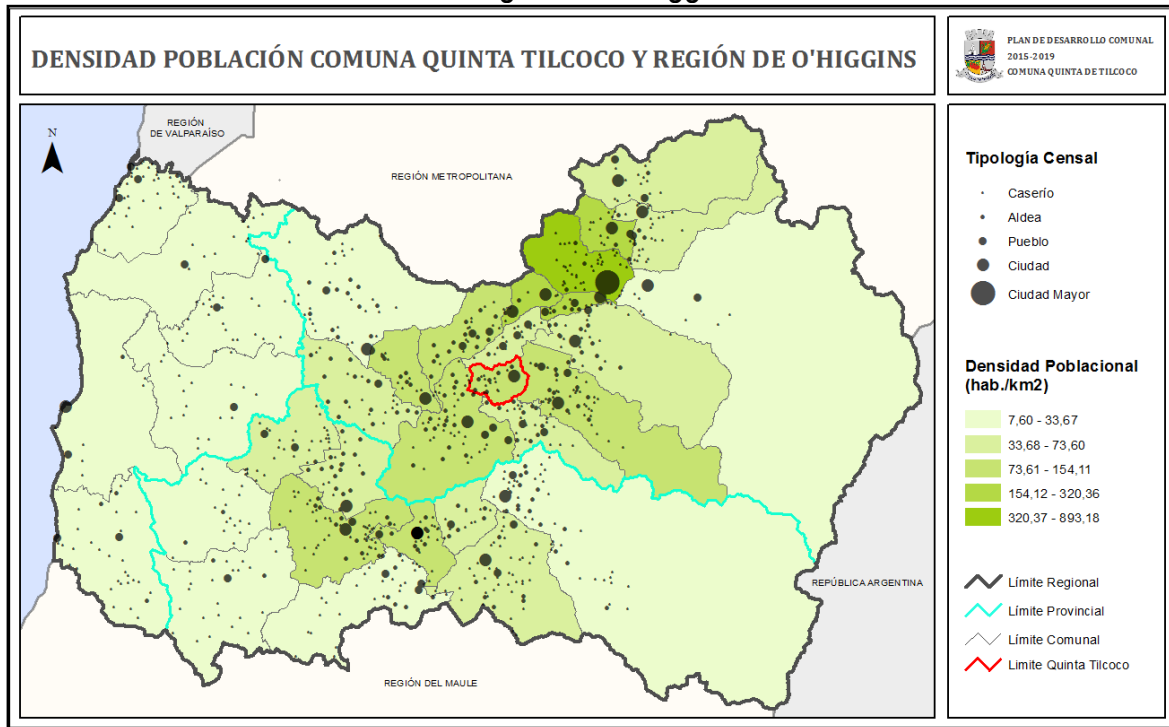 DENSIDAD POBLACIÓN COMUNA QUINTA TILCOCO Y REGIÓN DE O'HIGGINS
PLAN DE DESARROLLO COMUNAL
2015-2019
COMUNA QUINTA DE TILCOCO
N
REGIÓN
DE VALPARAÍSO
REGIÓN METROPOLITANA
REPÚBLICA ARGENTINA
REGIÓN DEL MAULE
Tipología Censal
Caserío
Aldea
Pueblo
Ciudad
Ciudad Mayor
Densidad Poblacional
(hab./km2)
7,60 - 33,67
33,68 - 73,60
73,61 - 154,11
154,12 - 320,36
320,37 - 893,18
Límite Regional
Límite Provincial
Límite Comunal
Limite Quinta Tilcoco